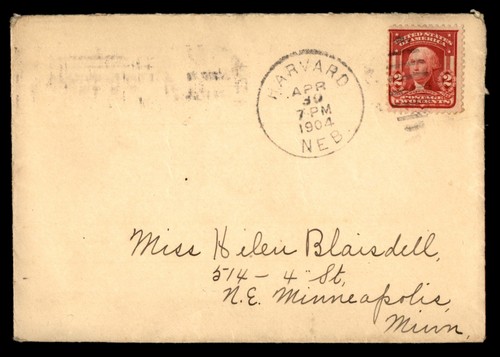 HARVARD
APR
30
7 PM
1904
NEB.
UNITED STATES
OF AMERICA
2 2
POSTAGE
TWO CENTS
Miss Helen Blaisdell,
514 - 4 St,
N.E. Minneapolis,
Minn,